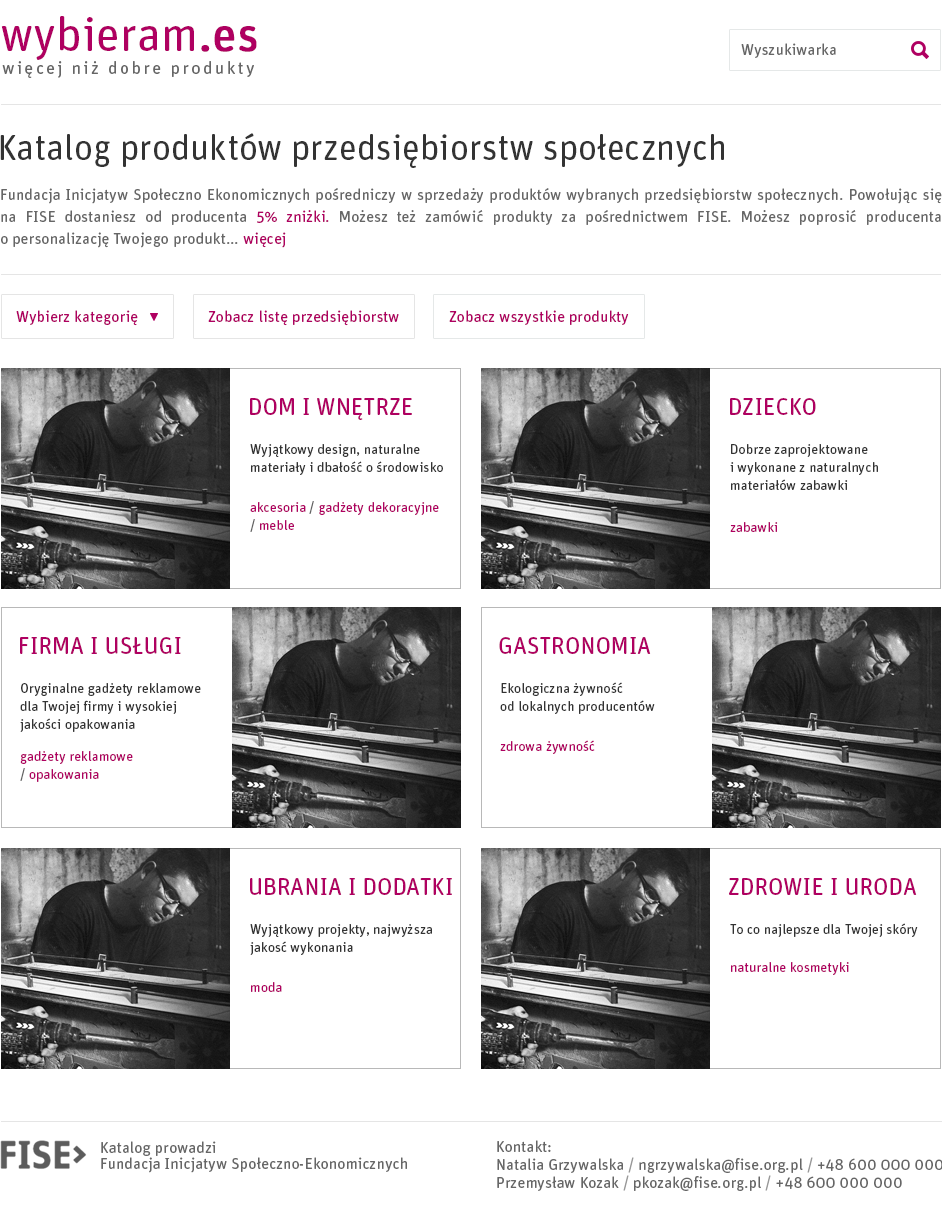 wybieram.es
więcej niż dobre produkty
Wyszukiwarka
Katalog produktów przedsiębiorstw społecznych
Fundacja Inicjatyw Społeczno Ekonomicznych pośredniczy w sprzedaży produktów wybranych przedsiębiorstw społecznych. Powołując się
na FISE dostaniesz od producenta 5% zniżki. Możesz też zamówić produkty za pośrednictwem FISE. Możesz poprosić producenta
o personalizację Twojego produkt... więcej
Wybierz kategorię ▼
Zobacz listę przedsiębiorstw
Zobacz wszystkie produkty
DOM I WNĘTRZE
Wyjątkowy design, naturalne
materiały i dbałość o środowisko
akcesoria / gadżety dekoracyjne
/ meble
DZIECKO
Dobrze zaprojektowane
i wykonane z naturalnych
materiałów zabawki
zabawki
FIRMA I USŁUGI
Oryginalne gadżety reklamowe
dla Twojej firmy i wysokiej
jakości opakowania
gadżety reklamowe
/ opakowania
GASTRONOMIA
Ekologiczna żywność
od lokalnych producentów
zdrowa żywność
UBRANIA I DODATKI
Wyjątkowy projekty, najwyższa
jakosć wykonania
moda
ZDROWIE I URODA
To co najlepsze dla Twojej skóry
naturalne kosmetyki
FISE>
Katalog prowadzi
Fundacja Inicjatyw Społeczno-Ekonomicznych
Kontakt:
Natalia Grzywalska / ngrzywalska@fise.org.pl / +48 600 000 000
Przemysław Kozak / pkozak@fise.org.pl / +48 600 000 000